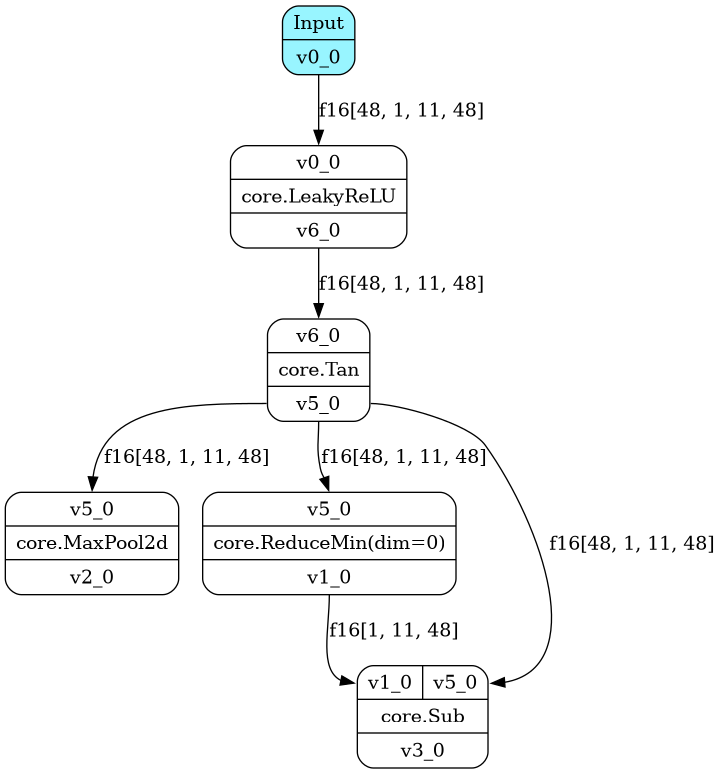 Input
v0_0
f16[48, 1, 11, 48]
v0_0
core.LeakyReLU
v6_0
f16[48, 1, 11, 48]
v6_0
core.Tan
v5_0
f16[48, 1, 11, 48]
f16[48, 1, 11, 48]
v5_0
core.MaxPool2d
v2_0
v5_0
core.ReduceMin(dim=0)
v1_0
f16[48, 1, 11, 48]
f16[1, 11, 48]
v1_0 v5_0
core.Sub
v3_0